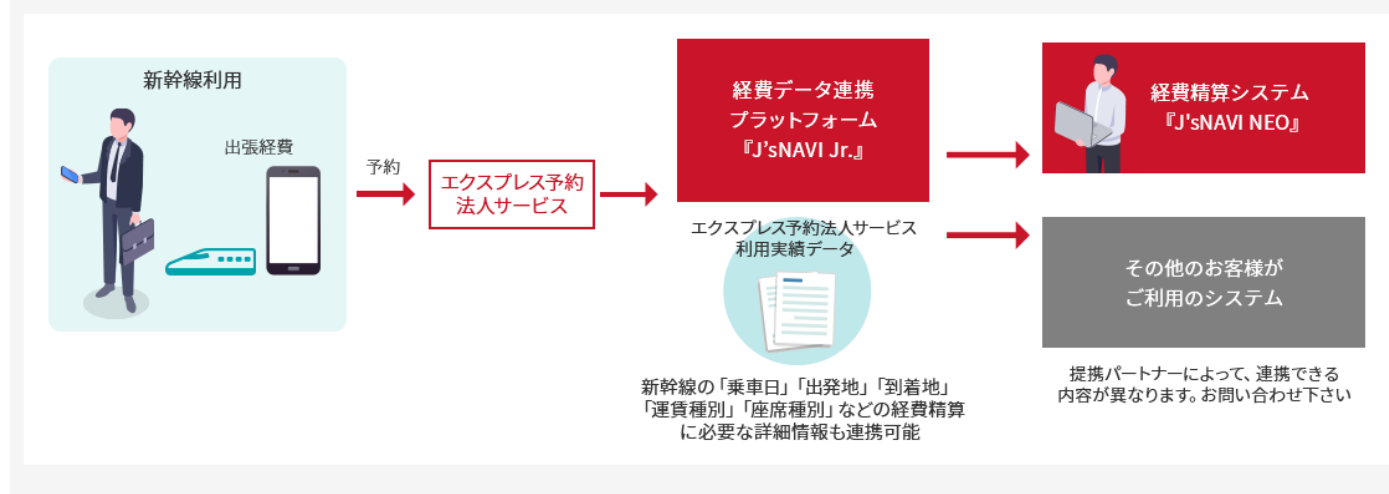 新幹線利用
出張経費
予約
エクスプレス予約
法人サービス
経費データ連携
プラットフォーム
『J’sNAVI Jr.』
エクスプレス予約法人サービス
利用実績データ
新幹線の「乗車日」「出発地」「到着地」
「運賃種別」「座席種別」などの経費精算
に必要な詳細情報も連携可能
経費精算システム
『J'sNAVI NEO』
その他のお客様が
ご利用のシステム
提携パートナーによって、連携できる
内容が異なります。お問い合わせ下さい